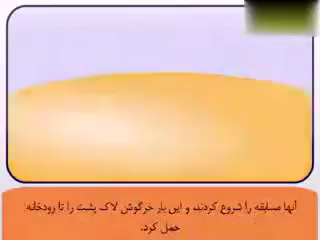 آنها مسابقه را شروع کردند و این بار خرگوش لاک پشت را تا رودخانه
حمل کرد.